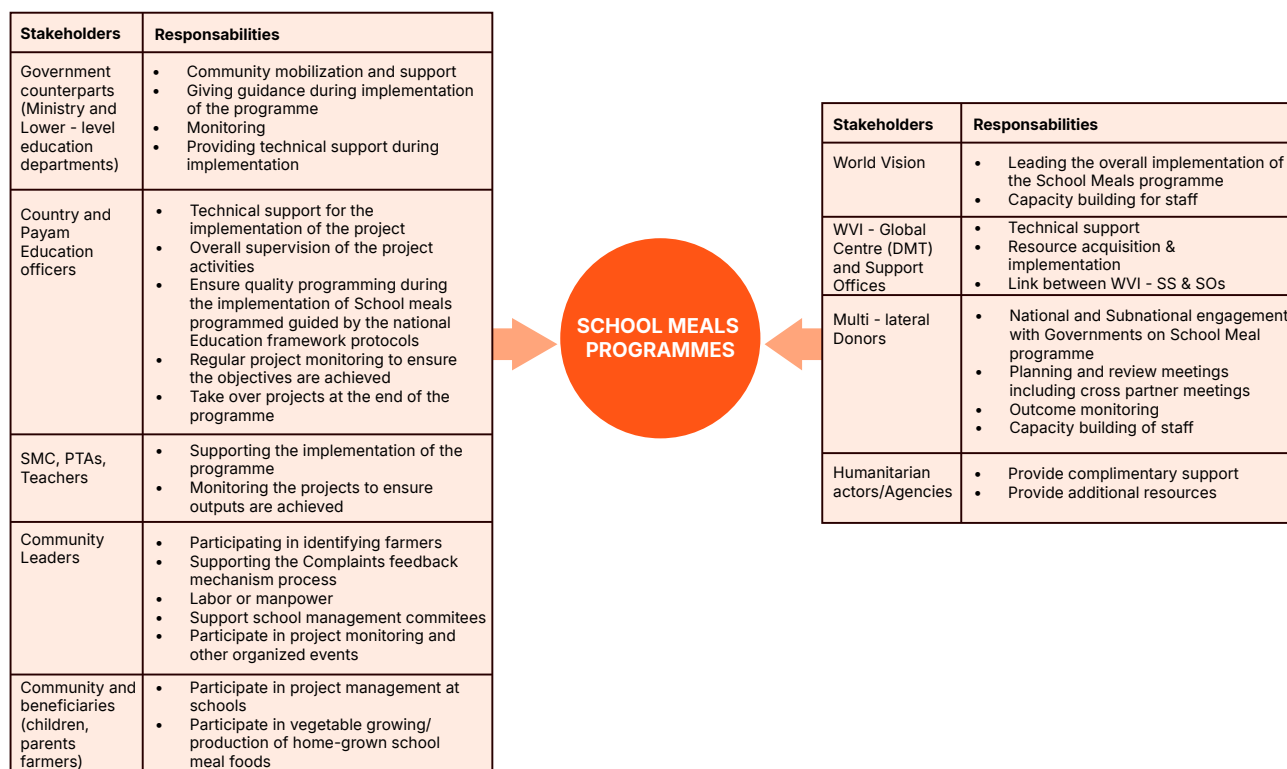 Stakeholders
Responsabilities
Government
counterparts
(Ministry and
Lower - level
education
departments)
• Community mobilization and support
• Giving guidance during implementation
of the programme
• Monitoring
• Providing technical support during
implementation
Country and
Payam
Education
officers
• Technical support for the
implementation of the project
• Overall supervision of the project
activities
• Ensure quality programming during
the implementation of School meals
programmed guided by the national
Education framework protocols
• Regular project monitoring to ensure
the objectives are achieved
• Take over projects at the end of the
programme
SMC, PTAs,
Teachers
• Supporting the implementation of the
programme
• Monitoring the projects to ensure
outputs are achieved
Community
Leaders
• Participating in identifying farmers
• Supporting the Complaints feedback
mechanism process
• Labor or manpower
• Support school management commitees
• Participate in project monitoring and
other organized events
Community and
beneficiaries
(children,
parents
farmers)
• Participate in project management at
schools
• Participate in vegetable growing/
production of home-grown school
meal foods
SCHOOL MEALS
PROGRAMMES
Stakeholders
Responsabilities
World Vision
• Leading the overall implementation of
the School Meals programme
• Capacity building for staff
WVI - Global
Centre (DMT)
and Support
Offices
• Technical support
• Resource acquisition &
implementation
• Link between WVI - SS & SOs
Multi - lateral
Donors
• National and Subnational engagement
with Governments on School Meal
programme
• Planning and review meetings
including cross partner meetings
• Outcome monitoring
• Capacity building of staff
Humanitarian
actors/Agencies
• Provide complimentary support
• Provide additional resources